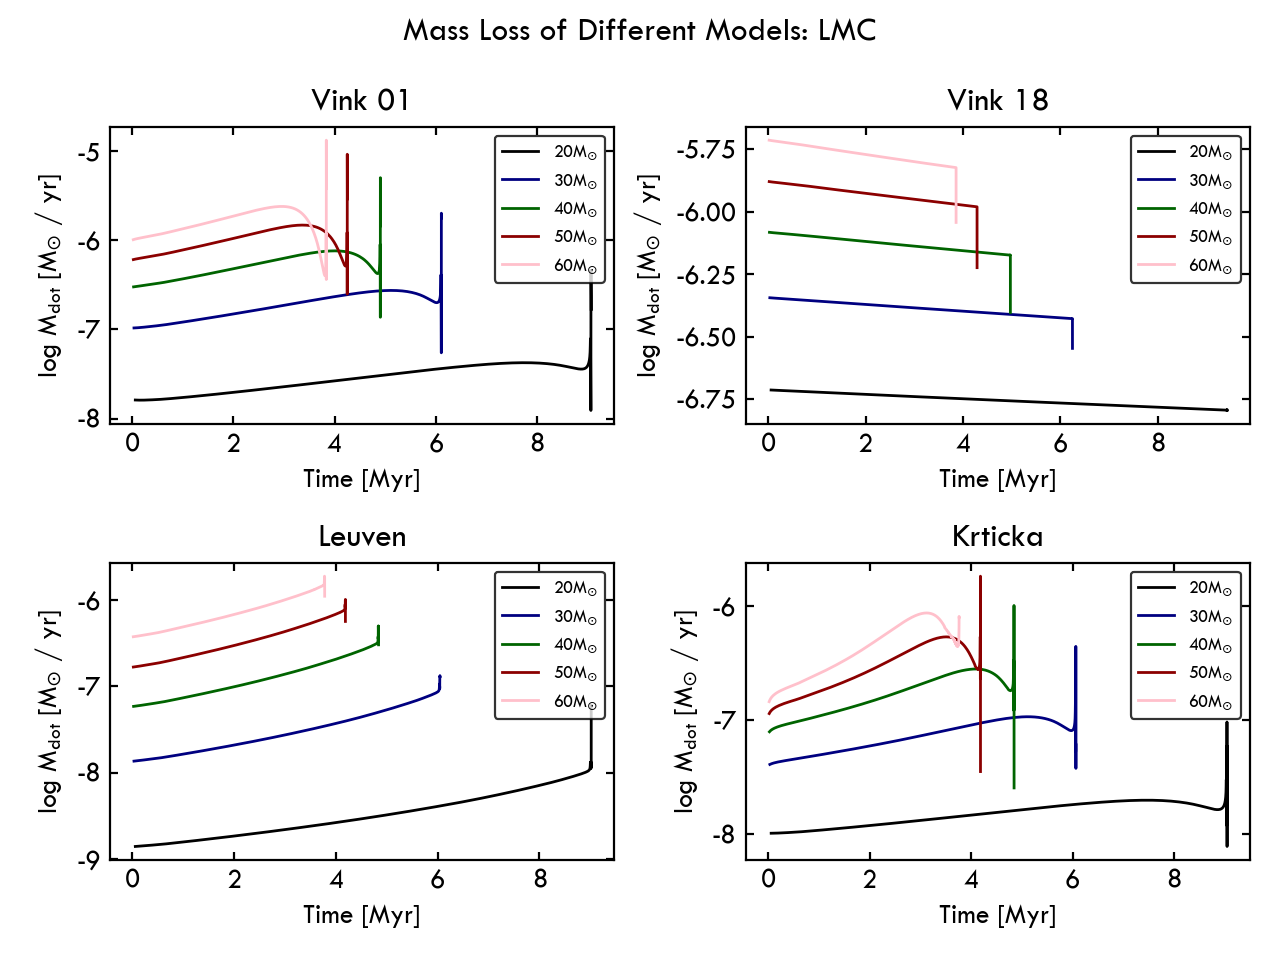 Mass Loss of Different Models: LMC
Vink 01
log M_dot [M⊙ / yr]
-5
-6
-7
-8
0 2 4 6 8
Time [Myr]
20M⊙
30M⊙
40M⊙
50M⊙
60M⊙
Vink 18
log M_dot [M⊙ / yr]
-5.75
-6.00
-6.25
-6.50
-6.75
0 2 4 6 8
Time [Myr]
20M⊙
30M⊙
40M⊙
50M⊙
60M⊙
Leuven
log M_dot [M⊙ / yr]
-6
-7
-8
-9
0 2 4 6 8
Time [Myr]
20M⊙
30M⊙
40M⊙
50M⊙
60M⊙
Krticka
log M_dot [M⊙ / yr]
-6
-7
-8
0 2 4 6 8
Time [Myr]
20M⊙
30M⊙
40M⊙
50M⊙
60M⊙